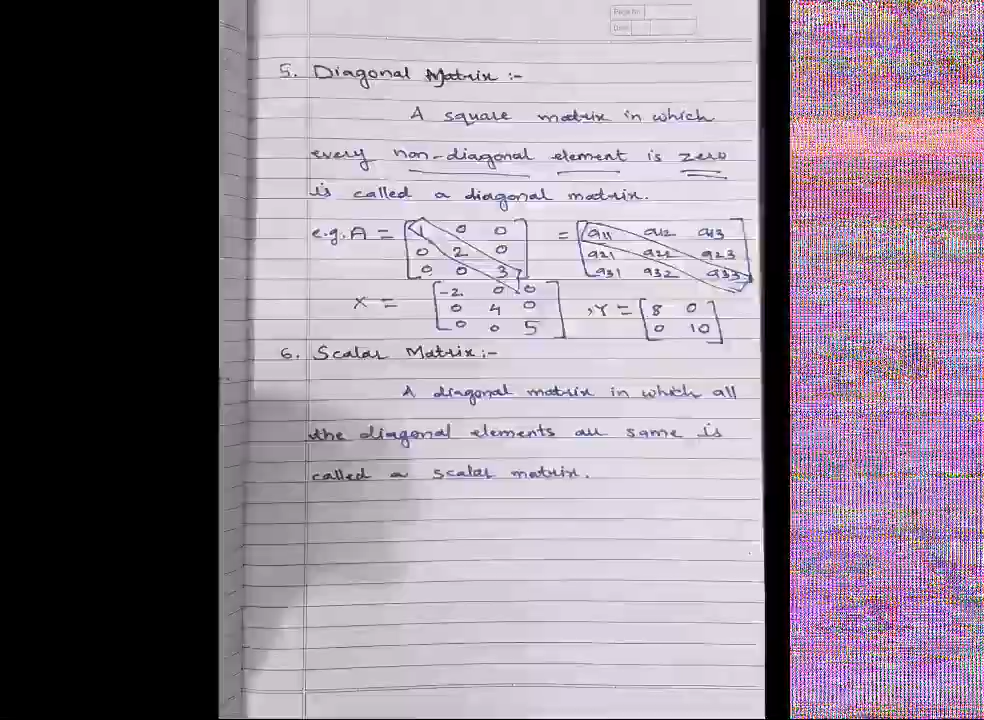 Page No
Date
5. Diagonal Matrix :-
A square matrix in which
every non-diagonal element is zero
is called a diagonal matrix.
e.g. A = [1 0 0 = [a11 a12 a13
0 2 0 a21 a22 a23
0 0 3] a31 a32 a33]
X = [-2 0 0
0 4 0 , Y = [8 0
0 0 5] 0 10]
6. Scalar Matrix :-
A diagonal matrix in which all
the diagonal elements are same is
called a scalar matrix.